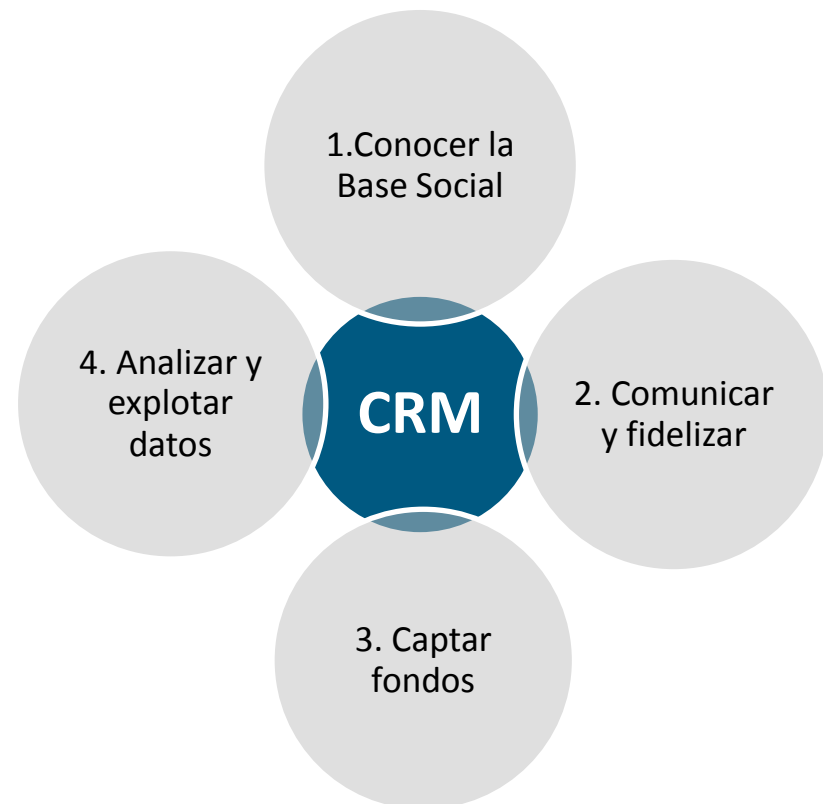 1.Conocer la
Base Social
4. Analizar y
explotar
datos
CRM
2. Comunicar
y fidelizar
3. Captar
fondos